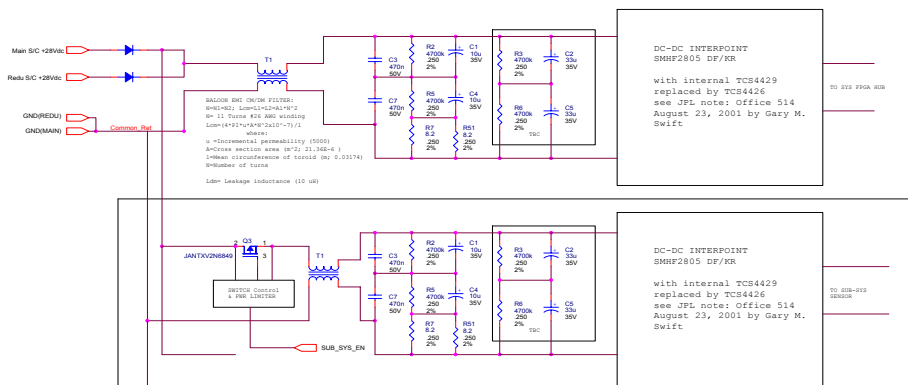 Main S/C +28Vdc
Redu S/C +28Vdc
GND(REDU)
GND(MAIN)
Common_Ret
T1
BALOON EMI CM/DM FILTER:
N=N1=N2; Lcm=L1=L2=A1*N^2
N= 11 Turns #26 AWG winding
Lcm=(4*PI*u*A*N^2x10^-7)/l
where:
u =Incremental permeability (5000)
A=Cross section area (m^2; 21.36E-6 )
l=Mean circumference of toroid (m; 0.03174)
N=Number of turns
Ldm= Leakage inductance (10 uH)
C3
470n
50V
C7
470n
50V
R2
4700k
.250
2%
R5
4700k
.250
2%
R7
8.2
.250
2%
C1
10u
35V
C4
10u
35V
R51
8.2
.250
2%
R3
4700k
.250
2%
R6
4700k
.250
2%
C2
33u
35V
C5
33u
35V
TBC
DC-DC INTERPOINT
SMHF2805 DF/KR
with internal TCS4429
replaced by TCS4426
see JPL note: Office 514
August 23, 2001 by Gary M.
Swift
TO SYS FPGA HUB
Q3
2
1
3
JANTXV2N6849
SWITCH Control
& PWR LIMITER
SUB_SYS_EN
T1
C3
470n
50V
C7
470n
50V
R2
4700k
.250
2%
R5
4700k
.250
2%
R7
8.2
.250
2%
C1
10u
35V
C4
10u
35V
R51
8.2
.250
2%
R3
4700k
.250
2%
R6
4700k
.250
2%
C2
33u
35V
C5
33u
35V
TBC
DC-DC INTERPOINT
SMHF2805 DF/KR
with internal TCS4429
replaced by TCS4426
see JPL note: Office 514
August 23, 2001 by Gary M.
Swift
TO SUB-SYS
SENSOR